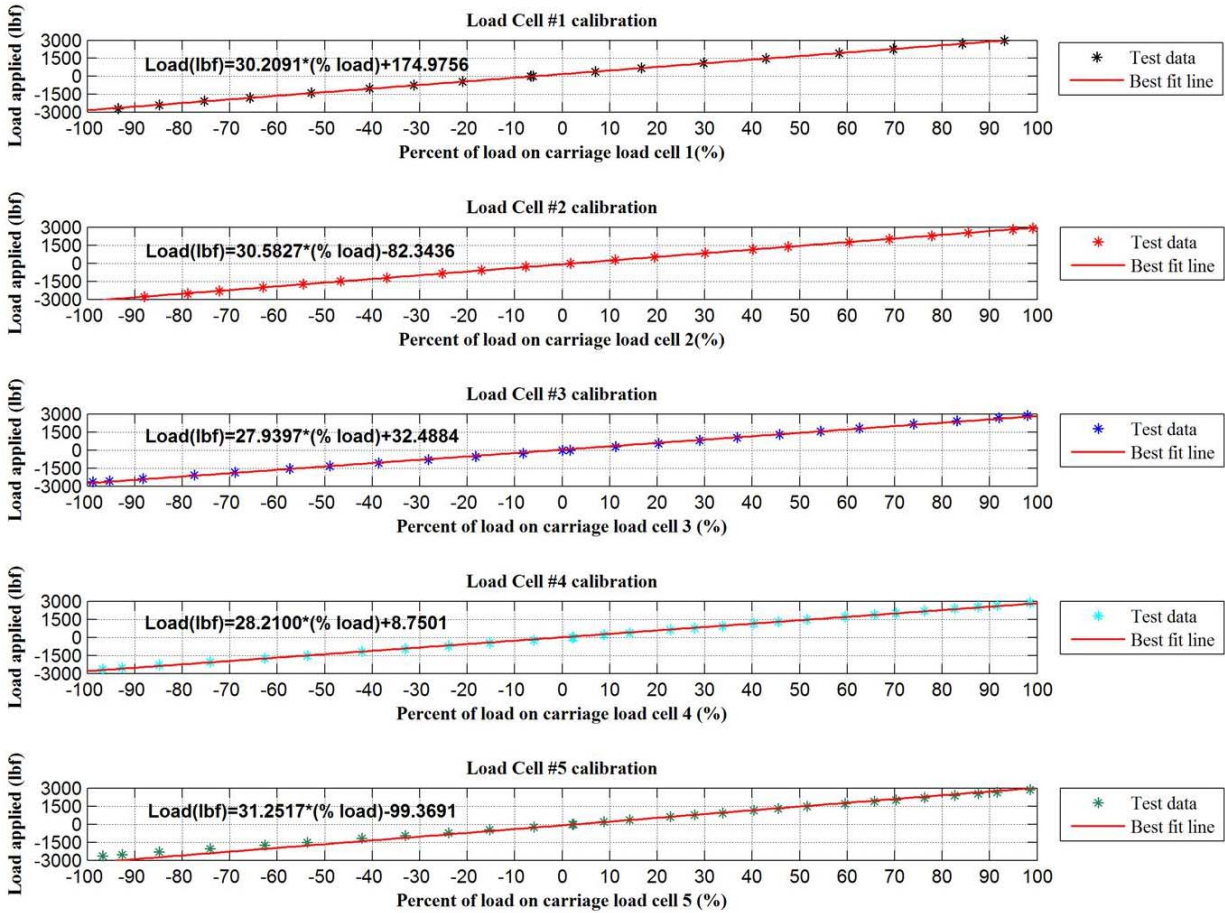 Load Cell #1 calibration
Load applied (lbf)
3000
1500
0
-1500
-3000
Load(lbf)=30.2091*(% load)+174.9756
-100 -90 -80 -70 -60 -50 -40 -30 -20 -10 0 10 20 30 40 50 60 70 80 90 100
Percent of load on carriage load cell 1(%)
Test data
Best fit line
Load Cell #2 calibration
Load applied (lbf)
3000
1500
0
-1500
-3000
Load(lbf)=30.5827*(% load)-82.3436
-100 -90 -80 -70 -60 -50 -40 -30 -20 -10 0 10 20 30 40 50 60 70 80 90 100
Percent of load on carriage load cell 2(%)
Test data
Best fit line
Load Cell #3 calibration
Load applied (lbf)
3000
1500
0
-1500
-3000
Load(lbf)=27.9397*(% load)+32.4884
-100 -90 -80 -70 -60 -50 -40 -30 -20 -10 0 10 20 30 40 50 60 70 80 90 100
Percent of load on carriage load cell 3 (%)
Test data
Best fit line
Load Cell #4 calibration
Load applied (lbf)
3000
1500
0
-1500
-3000
Load(lbf)=28.2100*(% load)+8.7501
-100 -90 -80 -70 -60 -50 -40 -30 -20 -10 0 10 20 30 40 50 60 70 80 90 100
Percent of load on carriage load cell 4 (%)
Test data
Best fit line
Load Cell #5 calibration
Load applied (lbf)
3000
1500
0
-1500
-3000
Load(lbf)=31.2517*(% load)-99.3691
-100 -90 -80 -70 -60 -50 -40 -30 -20 -10 0 10 20 30 40 50 60 70 80 90 100
Percent of load on carriage load cell 5 (%)
Test data
Best fit line